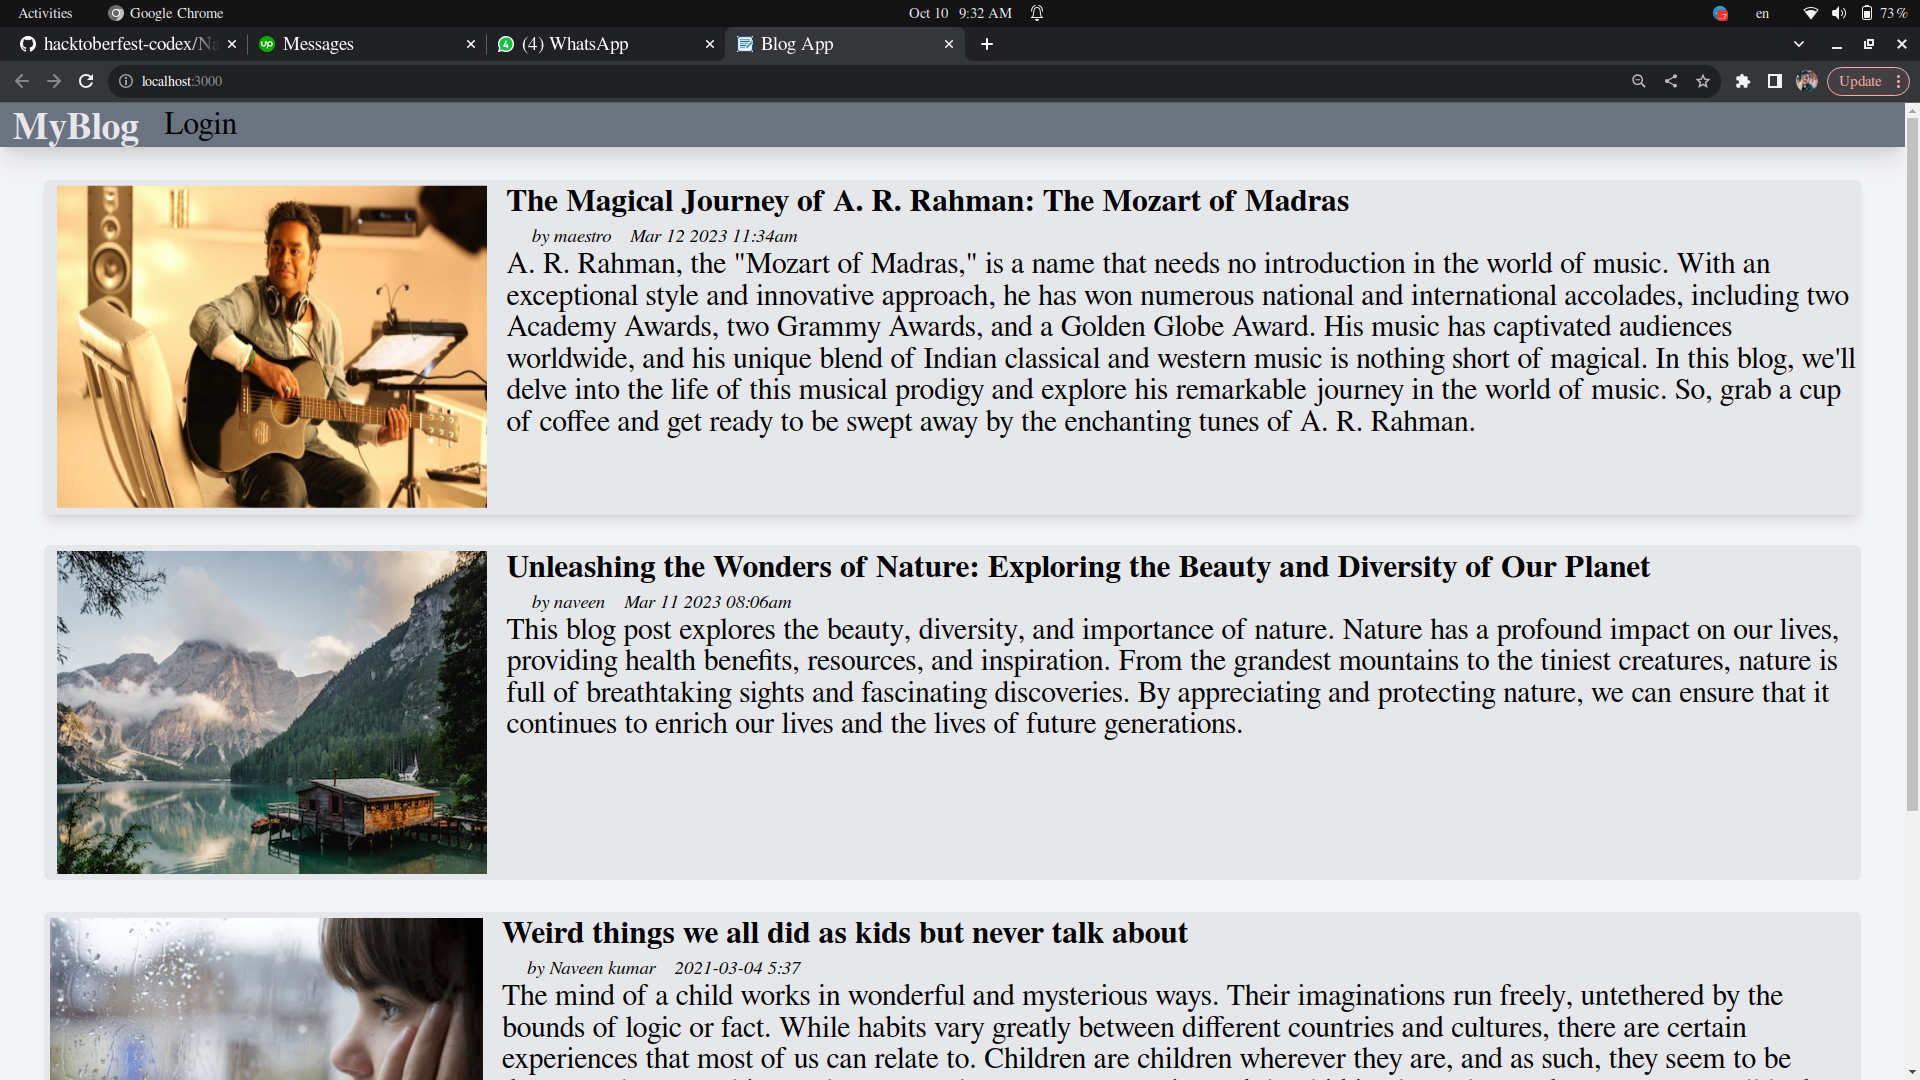 Activities Google Chrome Oct 10 9:32 AM en 73 %
hacktoberfest-codex/Na Messages (4) WhatsApp Blog App
localhost:3000 Update
MyBlog Login
The Magical Journey of A. R. Rahman: The Mozart of Madras
by maestro Mar 12 2023 11:34am
A. R. Rahman, the "Mozart of Madras," is a name that needs no introduction in the world of music. With an
exceptional style and innovative approach, he has won numerous national and international accolades, including two
Academy Awards, two Grammy Awards, and a Golden Globe Award. His music has captivated audiences
worldwide, and his unique blend of Indian classical and western music is nothing short of magical. In this blog, we'll
delve into the life of this musical prodigy and explore his remarkable journey in the world of music. So, grab a cup
of coffee and get ready to be swept away by the enchanting tunes of A. R. Rahman.
Unleashing the Wonders of Nature: Exploring the Beauty and Diversity of Our Planet
by naveen Mar 11 2023 08:06am
This blog post explores the beauty, diversity, and importance of nature. Nature has a profound impact on our lives,
providing health benefits, resources, and inspiration. From the grandest mountains to the tiniest creatures, nature is
full of breathtaking sights and fascinating discoveries. By appreciating and protecting nature, we can ensure that it
continues to enrich our lives and the lives of future generations.
Weird things we all did as kids but never talk about
by Naveen kumar 2021-03-04 5:37
The mind of a child works in wonderful and mysterious ways. Their imaginations run freely, untethered by the
bounds of logic or fact. While habits vary greatly between different countries and cultures, there are certain
experiences that most of us can relate to. Children are children wherever they are, and as such, they seem to be